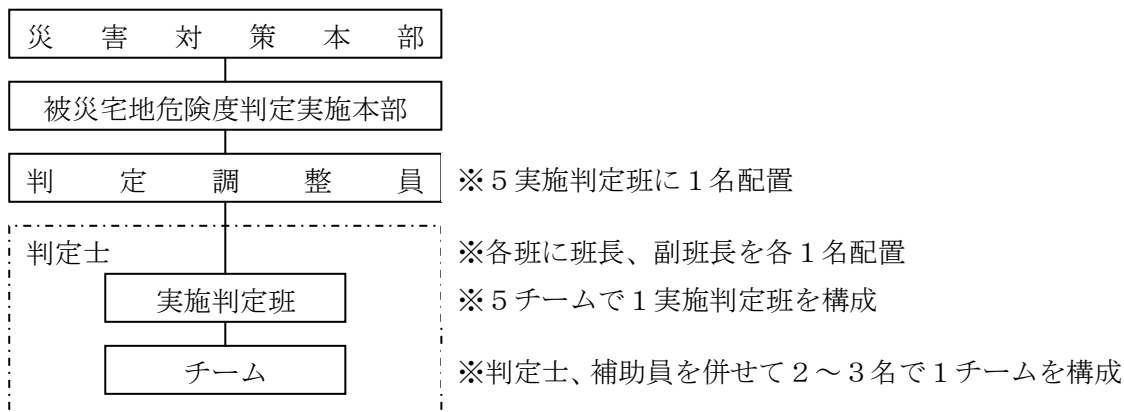 災害対策本部
被災宅地危険度判定実施本部
判定調整員 ※5実施判定班に1名配置
判定士 ※各班に班長、副班長を各1名配置
実施判定班 ※5チームで1実施判定班を構成
チーム ※判定士、補助員を併せて2~3名で1チームを構成